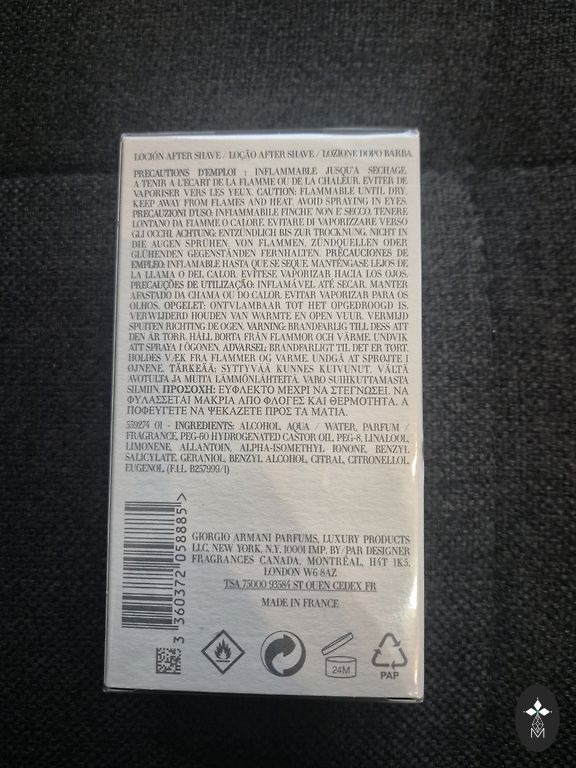 LOCIÓN AFTER SHAVE / LOÇÃO AFTER SHAVE / LOZIONE DOPO BARBA
PRECAUTIONS D'EMPLOI : INFLAMMABLE JUSQU'A SECHAGE.
A TENIR A L'ECART DE LA FLAMME OU DE LA CHALEUR. EVITER DE
VAPORISER VERS LES YEUX. CAUTION: FLAMMABLE UNTIL DRY.
KEEP AWAY FROM FLAMES AND HEAT. AVOID SPRAYING IN EYES.
PRECAUZIONI D'USO: INFIAMMABILE FINCHE NON E' SECCO. TENERE
LONTANO DA FIAMME O CALORE. EVITARE DI VAPORIZZARE VERSO
GLI OCCHI. ACHTUNG: ENTZÜNDLICH BIS ZUR TROCKNUNG. NICHT IN
DIE AUGEN SPRÜHEN, VON FLAMMEN, ZÜNDQUELLEN ODER
GLÜHENDEN GEGENSTÄNDEN FERNHALTEN. PRECAUCIONES DE
EMPLEO: INFLAMABLE HASTA QUE SE SEQUE. MANTÉNGASE LEJOS DE
LA LLAMA O DEL CALOR. EVÍTESE VAPORIZAR HACIA LOS OJOS.
PRECAUÇÕES DE UTILIZAÇÃO: INFLAMÁVEL ATÉ SECAR. MANTER
AFASTADO DA CHAMA OU DO CALOR. EVITAR VAPORIZAR PARA OS
OLHOS. OPGELET: ONTVLAMBAAR TOT HET OPGEDROOGD IS.
VERWIJDERD HOUDEN VAN WARMTE EN OPEN VUUR. VERMIJD
SPUITEN RICHTING DE OGEN. VARNING: BRANDFARLIG TILL DESS ATT
DEN ÄR TORR. HÅLL BORTA FRÅN FLAMMOR OCH VÄRME. UNDVIK
ATT SPRAYA I ÖGONEN. ADVARSEL: BRANDFARLIGT TIL DET ER TØRT.
HOLDES VÆK FRA FLAMMER OG VARME. UNDGÅ AT SPRØJTE I
ØJNENE. TÄRKEÄÄ: SYTTYVÄÄ KUNNES KUIVUNUT. VÄLTÄ
AVOTULTA JA MUITA LÄMMÖNLÄHTEITÄ. VARO SUIHKUTTAMASTA
SILMIIN. ΠΡΟΣΟΧΗ: ΕΥΦΛΕΚΤΟ ΜΕΧΡΙ ΝΑ ΣΤΕΓΝΩΣΕΙ. ΝΑ
ΦΥΛΑΣΣΕΤΑΙ ΜΑΚΡΙΑ ΑΠΟ ΦΛΟΓΕΣ ΚΑΙ ΘΕΡΜΟΤΗΤΑ. Α
ΠΟΦΕΥΓΕΤΕ ΝΑ ΨΕΚΑΖΕΤΕ ΠΡΟΣ ΤΑ ΜΑΤΙΑ.
559274 01 - INGREDIENTS: ALCOHOL, AQUA / WATER, PARFUM /
FRAGRANCE, PEG-60 HYDROGENATED CASTOR OIL, PEG-8, LINALOOL,
LIMONENE, ALLANTOIN, ALPHA-ISOMETHYL IONONE, BENZYL
SALICYLATE, GERANIOL, BENZYL ALCOHOL, CITRAL, CITRONELLOL,
EUGENOL. (F.I.L. B257999/1)
3 360372 058885 >
GIORGIO ARMANI PARFUMS, LUXURY PRODUCTS
LLC, NEW YORK, N.Y. 10001 IMP. BY/PAR DESIGNER
FRAGRANCES CANADA, MONTRÉAL, H4T 1K5.
LONDON W6 8AZ
TSA 75000 93584 ST OUEN CEDEX FR
MADE IN FRANCE
24M
PAP
M